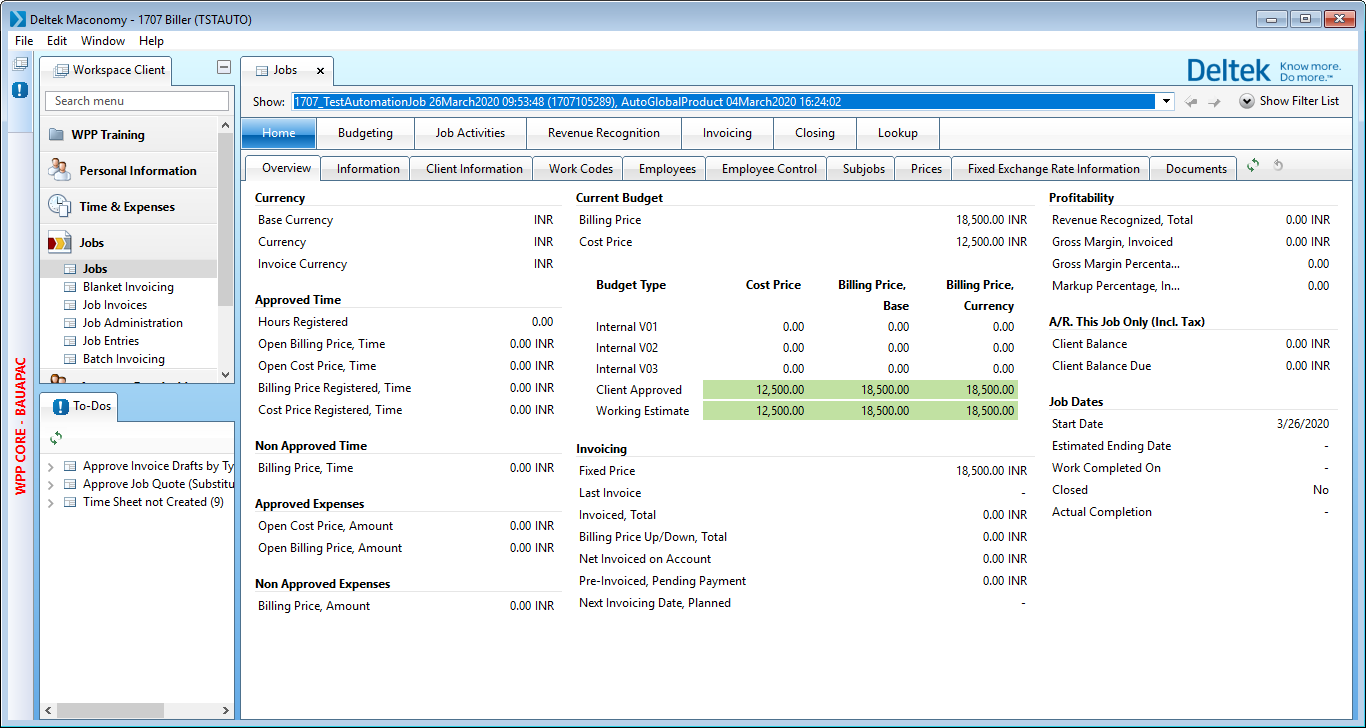 Deltek Maconomy - 1707 Biller (TSTAUTO)
File Edit Window Help
Workspace Client
Search menu
WPP Training
Personal Information
Time & Expenses
Jobs
Jobs
Blanket Invoicing
Job Invoices
Job Administration
Job Entries
Batch Invoicing
WPP CORE - BAUAPAC
To-Dos
Approve Invoice Drafts by Ty
Approve Job Quote (Substitu
Time Sheet not Created (9)
Jobs
Deltek Know more.
Do more.™
Show: 1707_TestAutomationJob 26March2020 09:53:48 (1707105289), AutoGlobalProduct 04March2020 16:24:02 Show Filter List
Home Budgeting Job Activities Revenue Recognition Invoicing Closing Lookup
Overview Information Client Information Work Codes Employees Employee Control Subjobs Prices Fixed Exchange Rate Information Documents
Currency
Base Currency INR
Currency INR
Invoice Currency INR
Approved Time
Hours Registered 0.00
Open Billing Price, Time 0.00 INR
Open Cost Price, Time 0.00 INR
Billing Price Registered, Time 0.00 INR
Cost Price Registered, Time 0.00 INR
Non Approved Time
Billing Price, Time 0.00 INR
Approved Expenses
Open Cost Price, Amount 0.00 INR
Open Billing Price, Amount 0.00 INR
Non Approved Expenses
Billing Price, Amount 0.00 INR
Current Budget
Billing Price 18,500.00 INR
Cost Price 12,500.00 INR
Budget Type Cost Price Billing Price, Billing Price,
Base Currency
Internal V01 0.00 0.00 0.00
Internal V02 0.00 0.00 0.00
Internal V03 0.00 0.00 0.00
Client Approved 12,500.00 18,500.00 18,500.00
Working Estimate 12,500.00 18,500.00 18,500.00
Invoicing
Fixed Price 18,500.00 INR
Last Invoice -
Invoiced, Total 0.00 INR
Billing Price Up/Down, Total 0.00 INR
Net Invoiced on Account 0.00 INR
Pre-Invoiced, Pending Payment 0.00 INR
Next Invoicing Date, Planned -
Profitability
Revenue Recognized, Total 0.00 INR
Gross Margin, Invoiced 0.00 INR
Gross Margin Percenta... 0.00
Markup Percentage, In... 0.00
A/R. This Job Only (Incl. Tax)
Client Balance 0.00 INR
Client Balance Due 0.00 INR
Job Dates
Start Date 3/26/2020
Estimated Ending Date -
Work Completed On -
Closed No
Actual Completion -